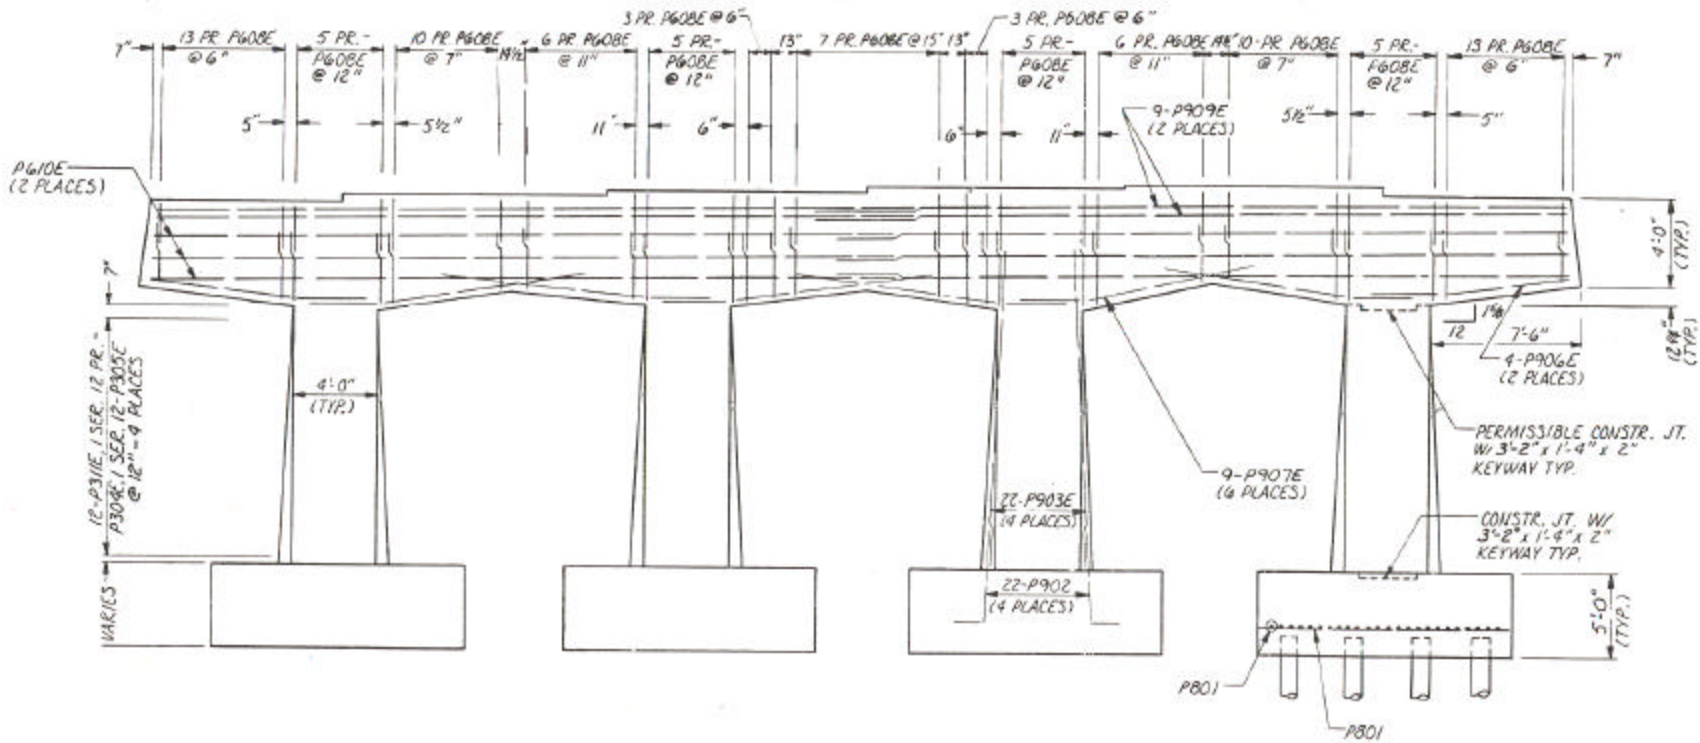 3 PR. P608E @ 6"
3 PR. P608E @ 6"
7"
13 PR. P608E
@ 6"
5 PR.-
P608E
@ 12"
10 PR. P608E
@ 7"
6 PR. P608E
@ 11"
5 PR.-
P608E
@ 12"
13"
7 PR. P608E @ 15"
13"
5 PR.-
P608E
@ 12"
6 PR. P608E
@ 11"
10-PR. P608E
@ 7"
5 PR.-
P608E
@ 12"
13 PR. P608E
@ 6"
7"
5"
5½"
11"
6"
6"
11"
9-P909E
(2 PLACES)
5½"
5"
P610E
(2 PLACES)
4'-0"
(TYP.)
7"
12
7'-6"
(TYP.)
4-P906E
(2 PLACES)
12-P311E, 1 SER. 12 PR.-
P304E, 1 SER. 12-P305E
@ 12" - 4 PLACES
4'-0"
(TYP.)
PERMISSIBLE CONSTR. JT.
W/ 3'-2" x 1'-4" x 2"
KEYWAY TYP.
9-P907E
(6 PLACES)
22-P903E
(4 PLACES)
CONSTR. JT. W/
3'-2" x 1'-4" x 2"
KEYWAY TYP.
VARIES
22-P902
(4 PLACES)
5'-0"
(TYP.)
P801
P801